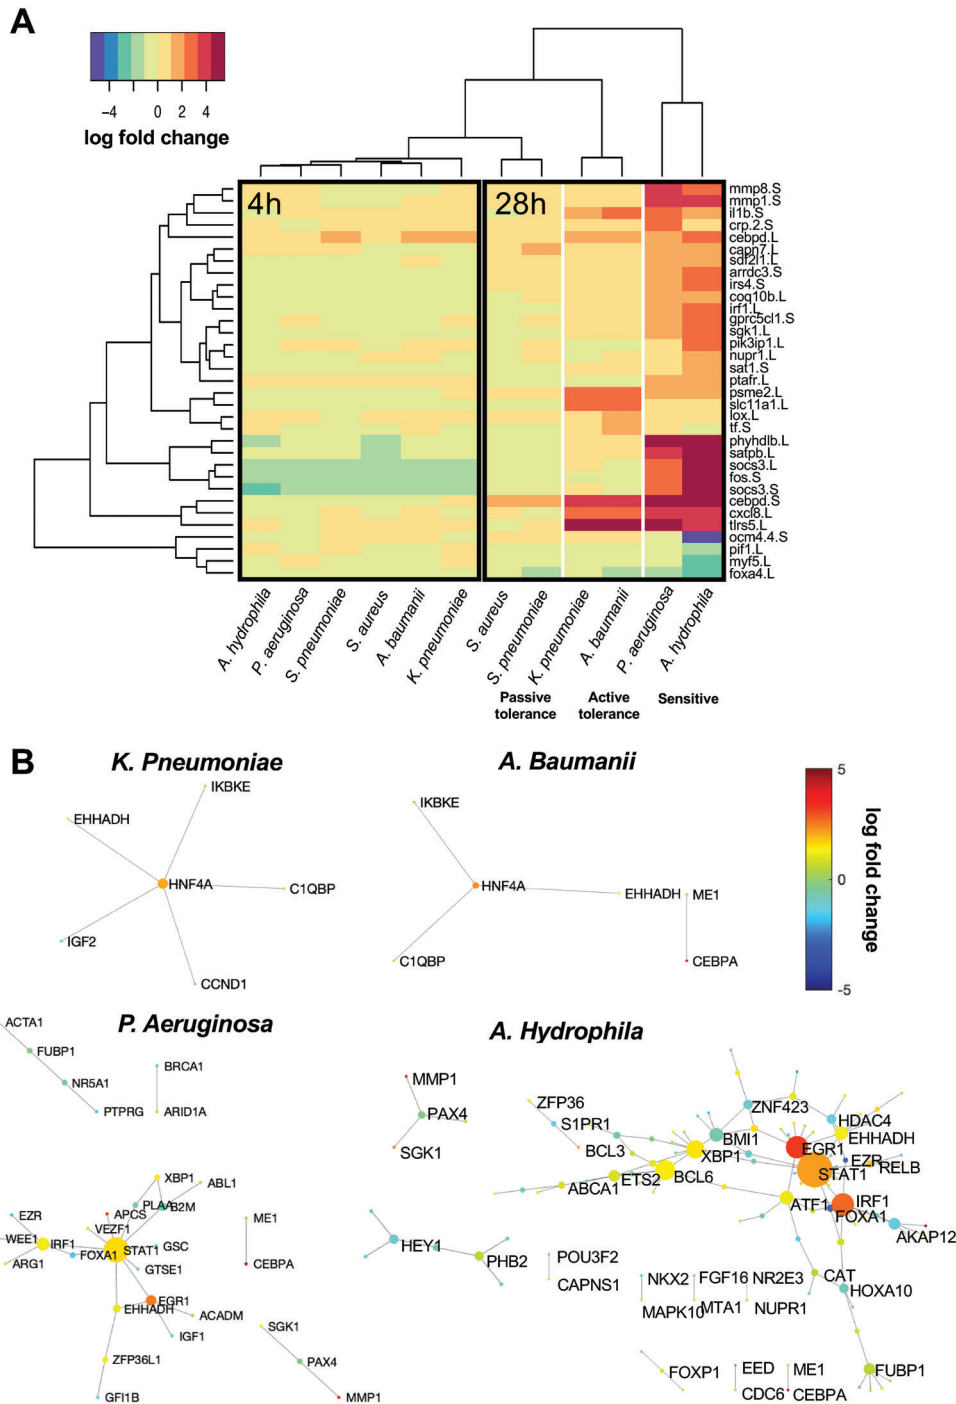 A
−4 0 2 4
log fold change
4h
28h
mmp8.S
mmp1.S
il1b.S
crp.2.S
cebpd.L
capn7.L
sdf2l1.L
arrdc3.S
irs4.S
coq10b.L
irf1.L
gprc5cl1.S
sgk1.L
pik3ip1.L
nupr1.L
sat1.S
ptafr.L
psme2.L
slc11a1.L
lox.L
tf.S
phyhdlb.L
satpb.L
socs3.L
fos.S
socs3.S
cebpd.S
cxcl8.L
tlrs5.L
ocm4.4.S
pif1.L
myf5.L
foxa4.L
A. hydrophila
P. aeruginosa
S. pneumoniae
S. aureus
A. baumanii
K. pneumoniae
S. aureus
S. pneumoniae
K. pneumoniae
A. baumanii
P. aeruginosa
A. hydrophila
Passive
tolerance
Active
tolerance
Sensitive
B
K. Pneumoniae
IKBKE
EHHADH
HNF4A
C1QBP
IGF2
CCND1
A. Baumanii
IKBKE
HNF4A
EHHADH
ME1
C1QBP
CEBPA
5
0
-5
log fold change
P. Aeruginosa
ACTA1
FUBP1
NR5A1
PTPRG
BRCA1
ARID1A
XBP1
ABL1
PLAA
B2M
EZR
APCS
VEZF1
WEE1
IRF1
FOXA1
STAT1
GSC
ARG1
GTSE1
ME1
CEBPA
EGR1
EHHADH
ACADM
IGF1
SGK1
ZFP36L1
PAX4
GFI1B
MMP1
A. Hydrophila
MMP1
PAX4
SGK1
ZFP36
S1PR1
BCL3
ABCA1
ETS2
BCL6
XBP1
BMI1
ZNF423
HDAC4
EHHADH
EGR1
EZR
RELB
STAT1
ATF1
IRF1
FOXA1
AKAP12
HEY1
PHB2
POU3F2
CAPNS1
NKX2
FGF16
NR2E3
MAPK10
MTA1
NUPR1
CAT
HOXA10
FOXP1
EED
ME1
CDC6
CEBPA
FUBP1